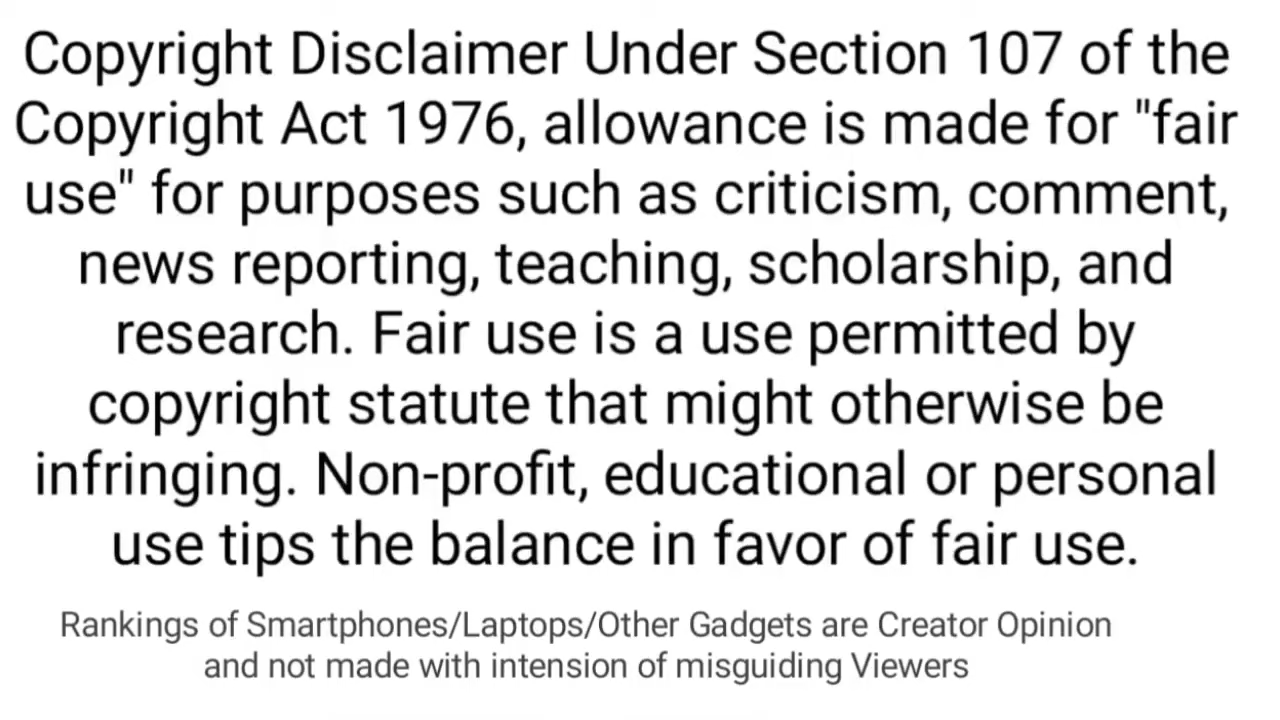 Copyright Disclaimer Under Section 107 of the
Copyright Act 1976, allowance is made for "fair
use" for purposes such as criticism, comment,
news reporting, teaching, scholarship, and
research. Fair use is a use permitted by
copyright statute that might otherwise be
infringing. Non-profit, educational or personal
use tips the balance in favor of fair use.
Rankings of Smartphones/Laptops/Other Gadgets are Creator Opinion
and not made with intension of misguiding Viewers